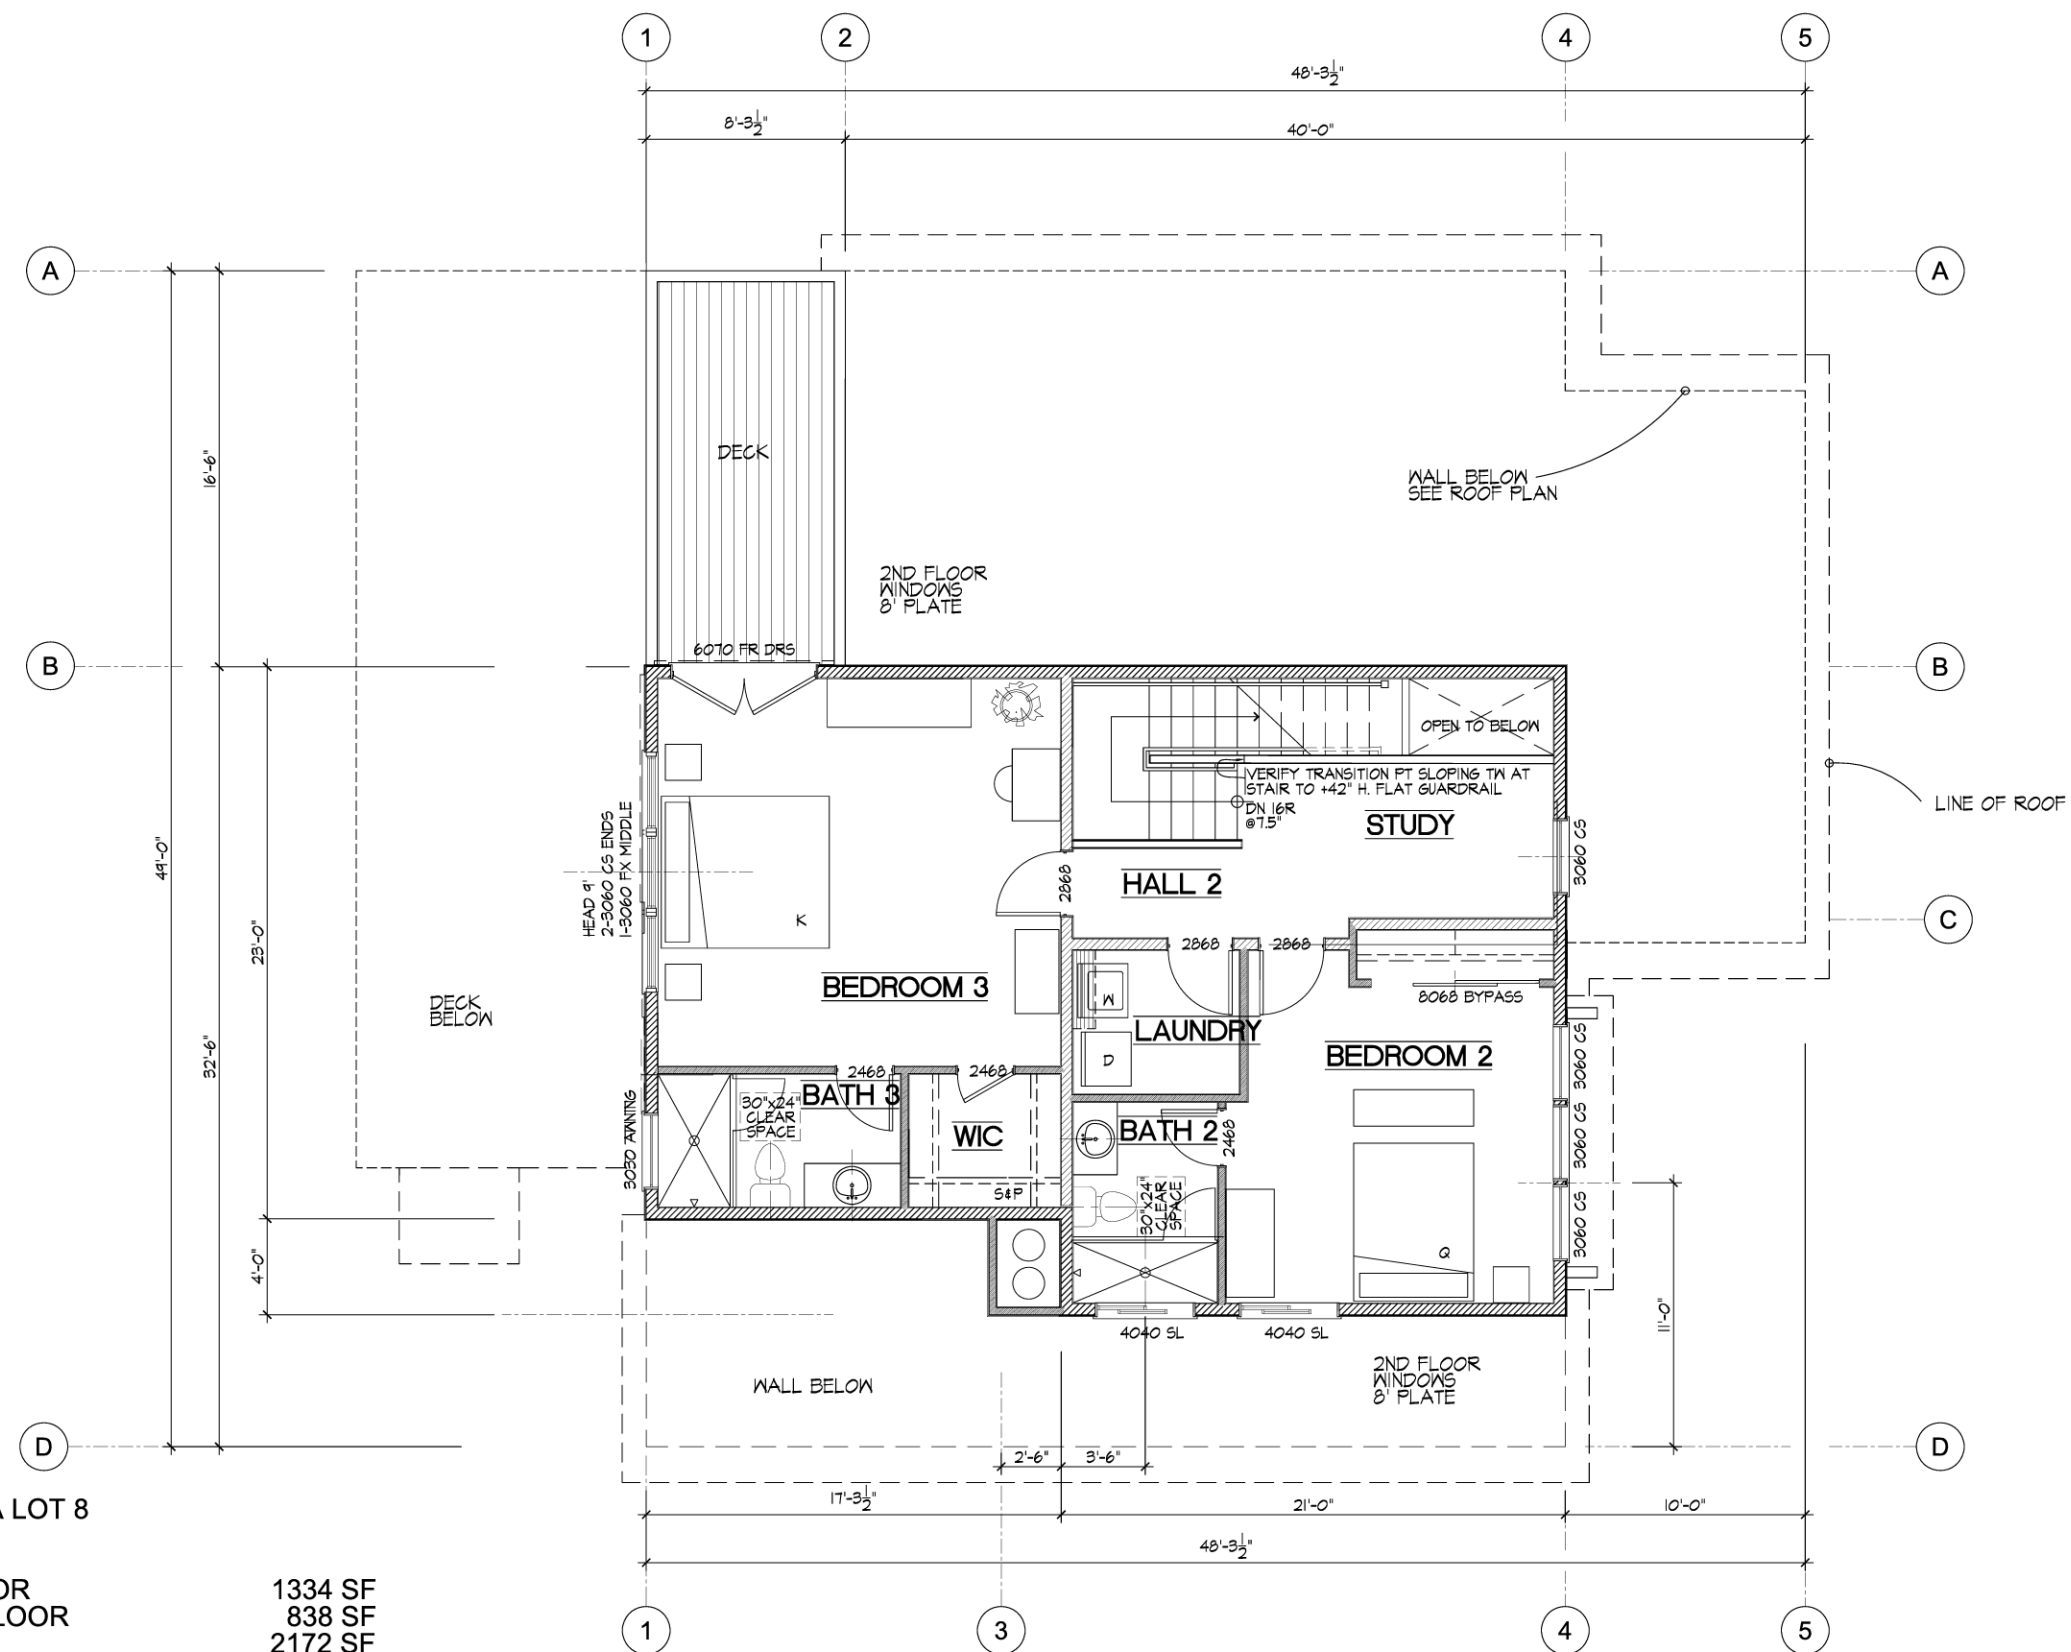 1
2
4
5
48'-3½"
8'-3½"
40'-0"
A
A
DECK
16'-6"
WALL BELOW
SEE ROOF PLAN
2ND FLOOR
WINDOWS
8' PLATE
6070 FR DRS
B
B
OPEN TO BELOW
VERIFY TRANSITION PT SLOPING TW AT
STAIR TO +42" H. FLAT GUARDRAIL
DN 16R
@7.5"
LINE OF ROOF
STUDY
49'-0"
HEAD 9'
2-3060 CS ENDS
1-3060 FX MIDDLE
3060 CS
2868
HALL 2
K
C
23'-0"
2868
2868
BEDROOM 3
8068 BYPASS
DECK
BELOW
W
LAUNDRY
D
BEDROOM 2
32'-6"
3060 CS
3060 CS
3060 CS
2468
2468
BATH 3
30"x24"
CLEAR
SPACE
WIC
BATH 2
2468
3030 AWNING
S&P
30"x24"
CLEAR
SPACE
Q
4'-0"
11'-0"
4040 SL
4040 SL
WALL BELOW
2ND FLOOR
WINDOWS
8' PLATE
D
D
2'-6"
3'-6"
17'-3½"
21'-0"
10'-0"
48'-3½"
A LOT 8
OR 1334 SF
LOOR 838 SF
2172 SF
1
3
4
5